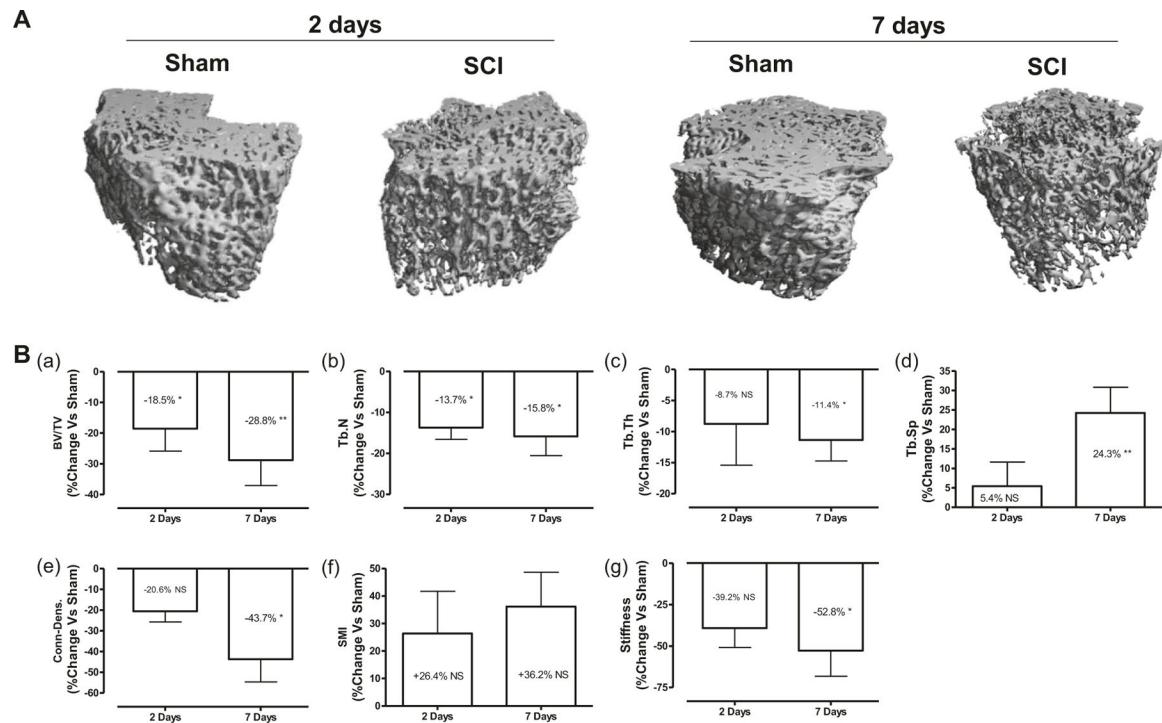 A
2 days
7 days
Sham
SCI
Sham
SCI
B
(a)
BV/TV
(%Change Vs Sham)
0
-10
-20
-30
-40
-18.5% *
-28.8% **
2 Days
7 Days
(b)
Tb.N
(%Change Vs Sham)
0
-10
-20
-30
-13.7% *
-15.8% *
2 Days
7 Days
(c)
Tb.Th
(%Change Vs Sham)
0
-5
-10
-15
-20
-8.7% NS
-11.4% *
2 Days
7 Days
(d)
Tb.Sp
(%Change Vs Sham)
35
30
25
20
15
10
5
0
5.4% NS
24.3% **
2 Days
7 Days
(e)
Conn-Dens.
(%Change Vs Sham)
0
-10
-20
-30
-40
-50
-60
-20.6% NS
-43.7% *
2 Days
7 Days
(f)
SMI
(%Change Vs Sham)
50
40
30
20
10
0
+26.4% NS
+36.2% NS
2 Days
7 Days
(g)
Stiffness
(%Change Vs Sham)
0
-25
-50
-75
-39.2% NS
-52.8% *
2 Days
7 Days